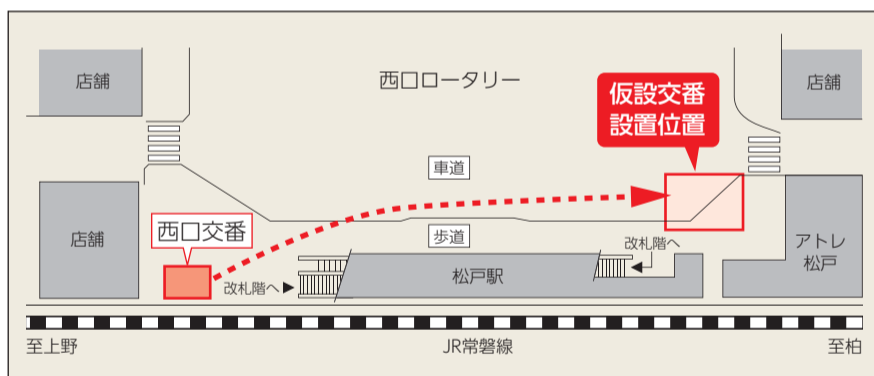 店舗
西口ロータリー
仮設交番
設置位置
店舗
車道
店舗
西口交番
歩道
改札階へ
アトレ
松戸
改札階へ
松戸駅
至上野
JR常磐線
至柏